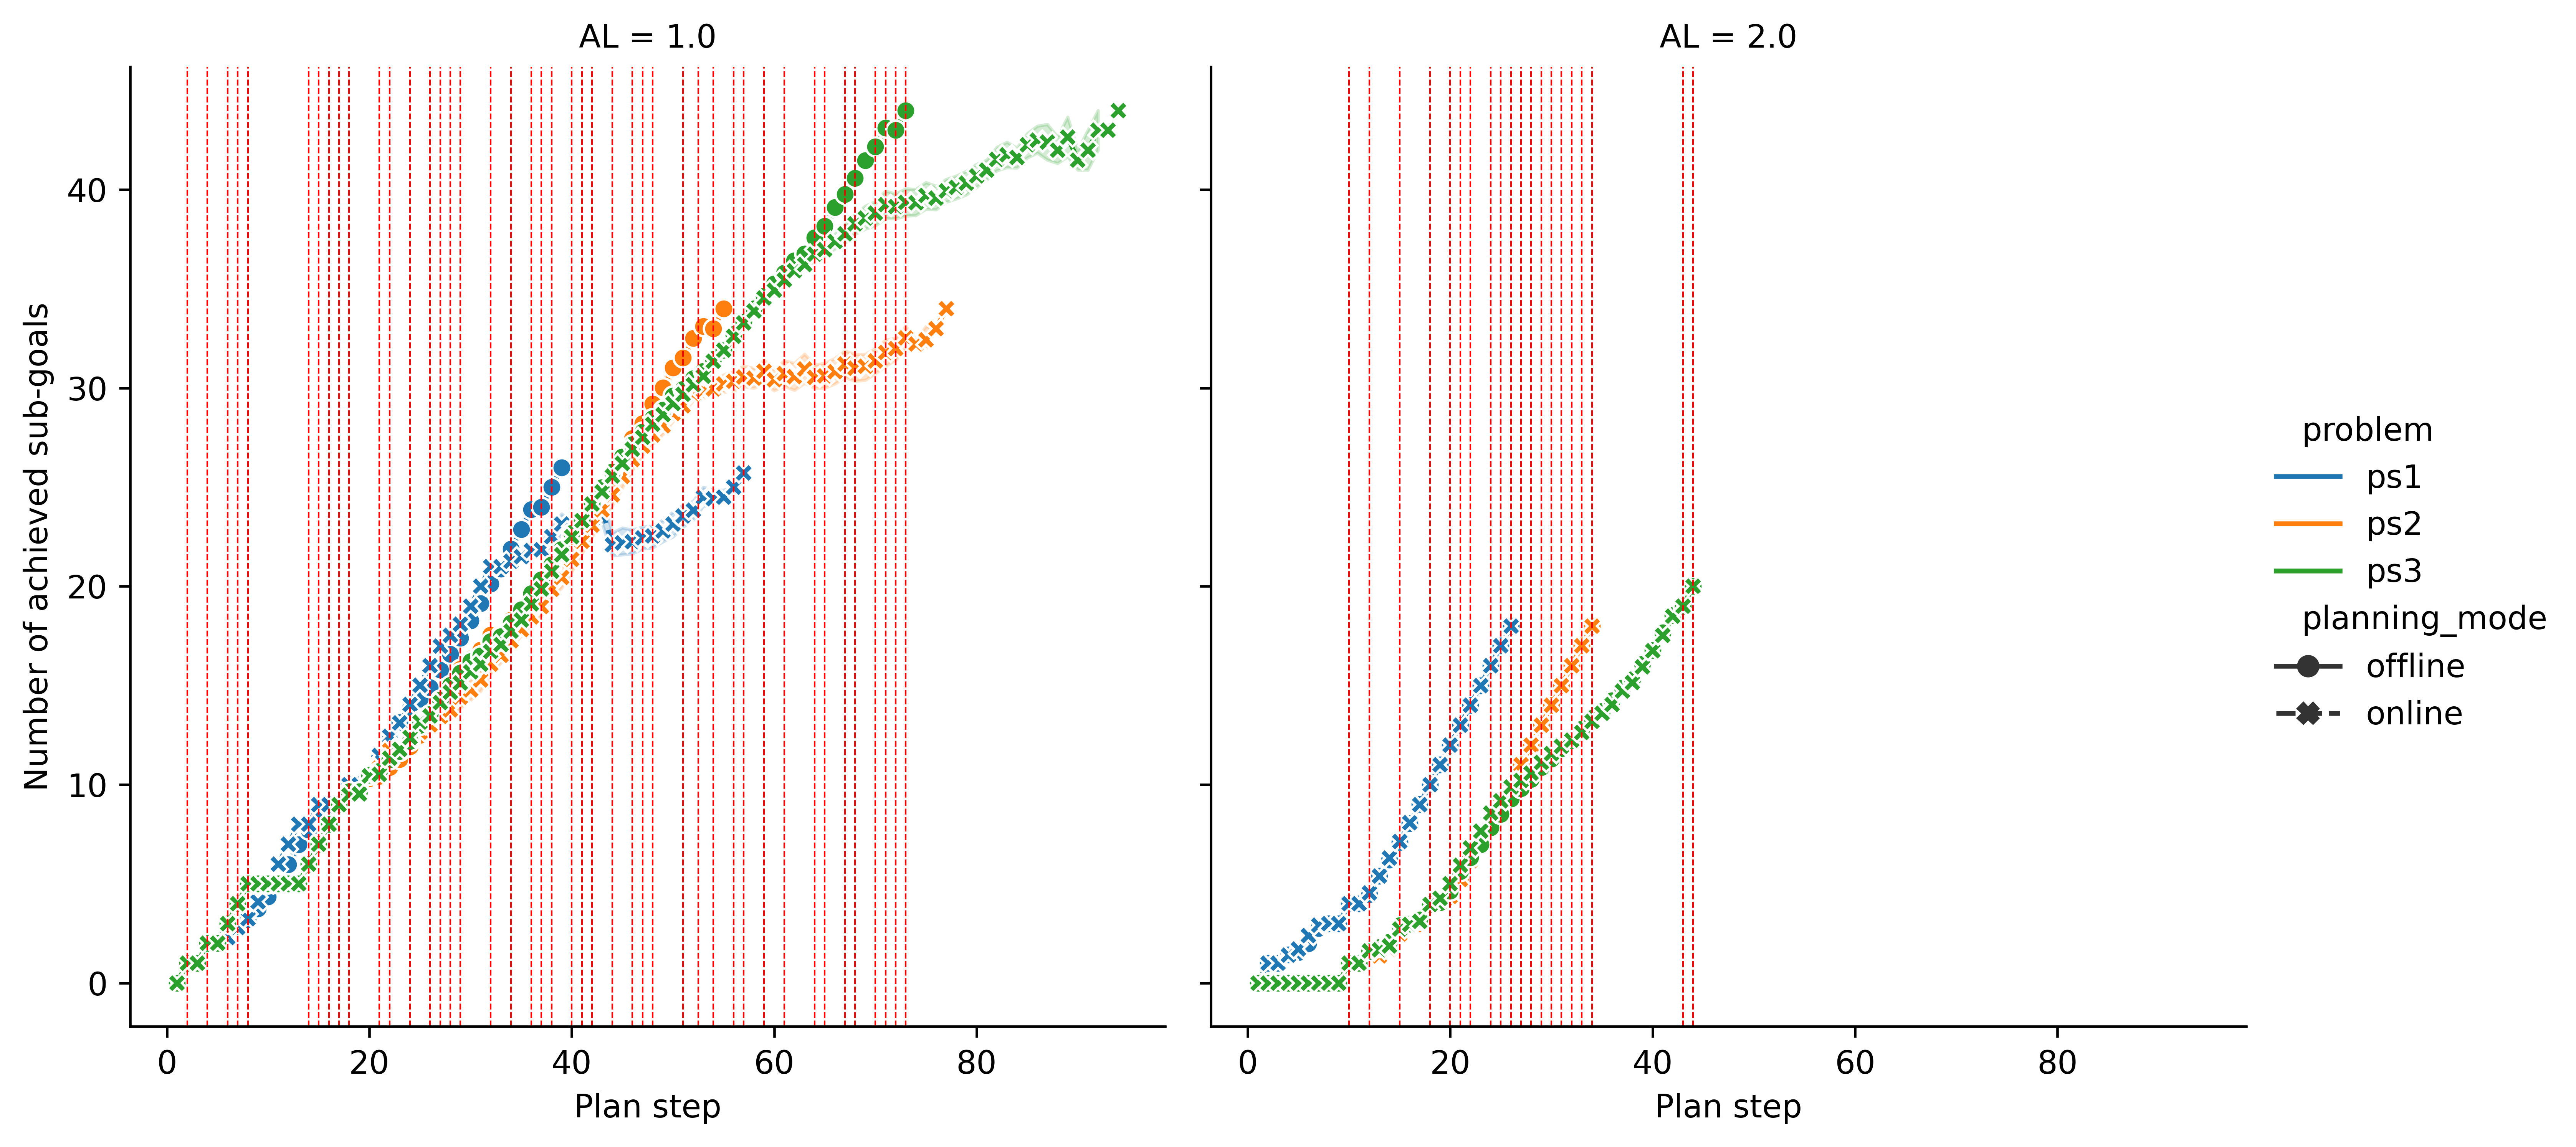 AL = 1.0
AL = 2.0
Number of achieved sub-goals
40
30
20
10
0
0 20 40 60 80
Plan step
0 20 40 60 80
Plan step
problem
ps1
ps2
ps3
planning_mode
offline
online